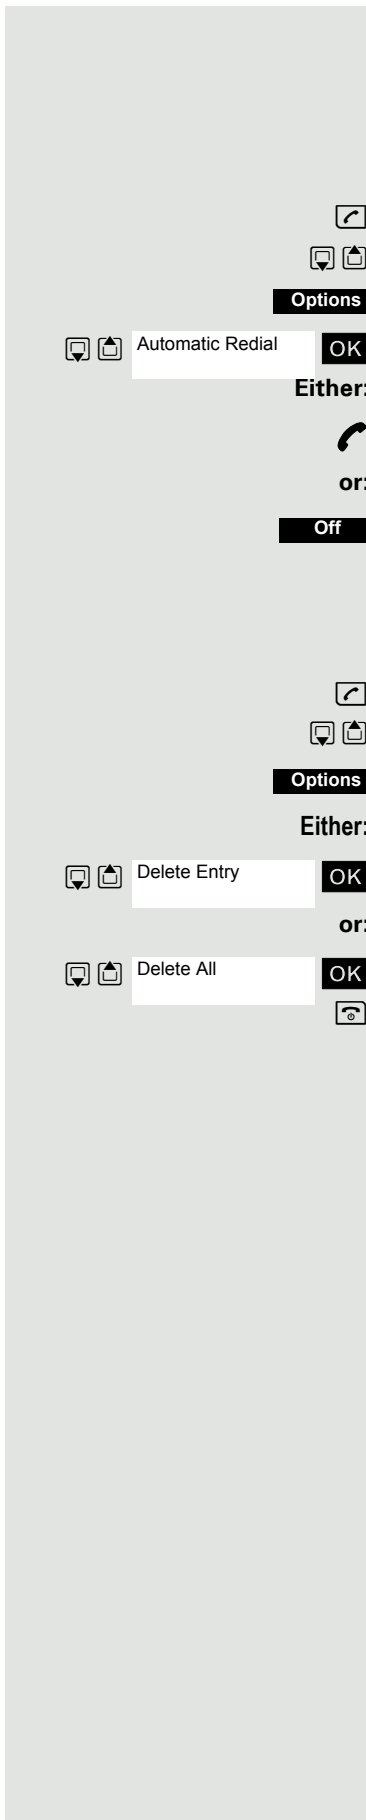 Options
Automatic Redial OK
Either:
or:
Off
Options
Either:
Delete Entry OK
or:
Delete All OK